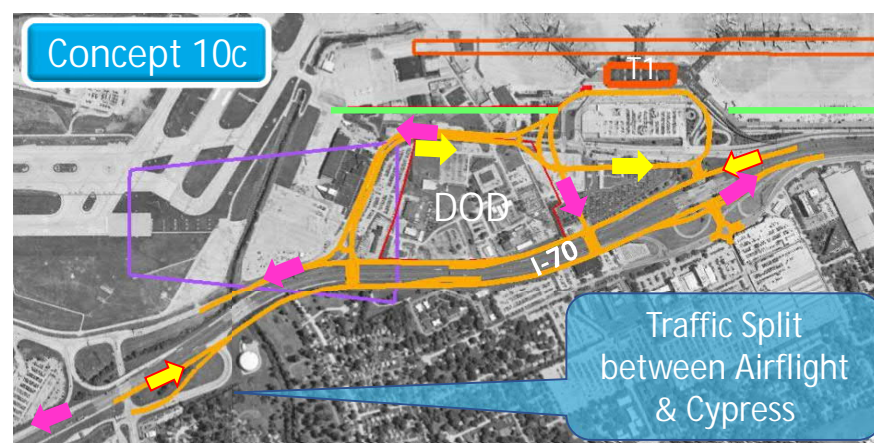 Concept 10c
T1
DOD
I-70
Traffic Split
between Airflight
& Cypress